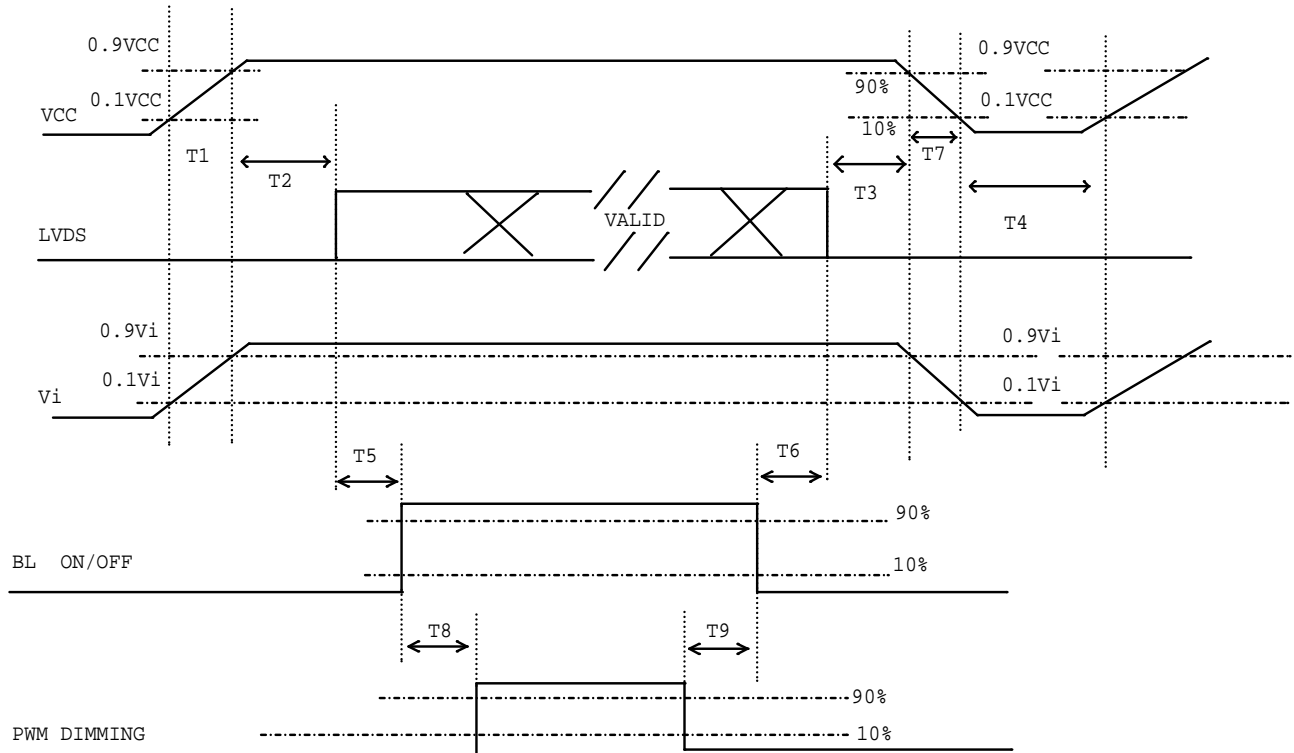 0.9VCC
0.9VCC
90%
0.1VCC
0.1VCC
VCC
10%
T1
T7
T2
T3
T4
VALID
LVDS
0.9Vi
0.9Vi
0.1Vi
0.1Vi
Vi
T5
T6
90%
BL ON/OFF
10%
T8
T9
90%
PWM DIMMING
10%